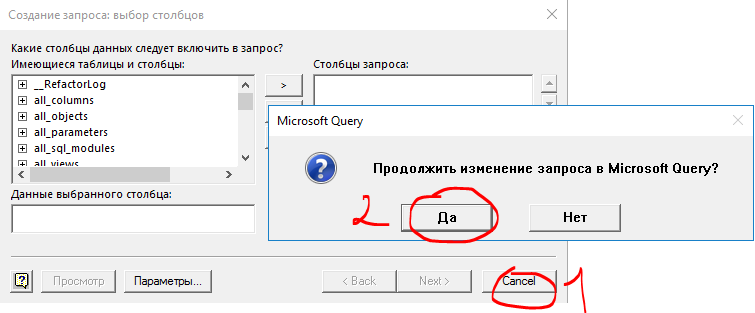 Создание запроса: выбор столбцов
Какие столбцы данных следует включить в запрос?
Имеющиеся таблицы и столбцы:
Столбцы запроса:
__RefactorLog
all_columns
all_objects
all_parameters
all_sql_modules
all_views
>
Microsoft Query
Продолжить изменение запроса в Microsoft Query?
2
Да
Нет
Данные выбранного столбца:
?
Просмотр
Параметры...
< Back
Next >
Cancel
1